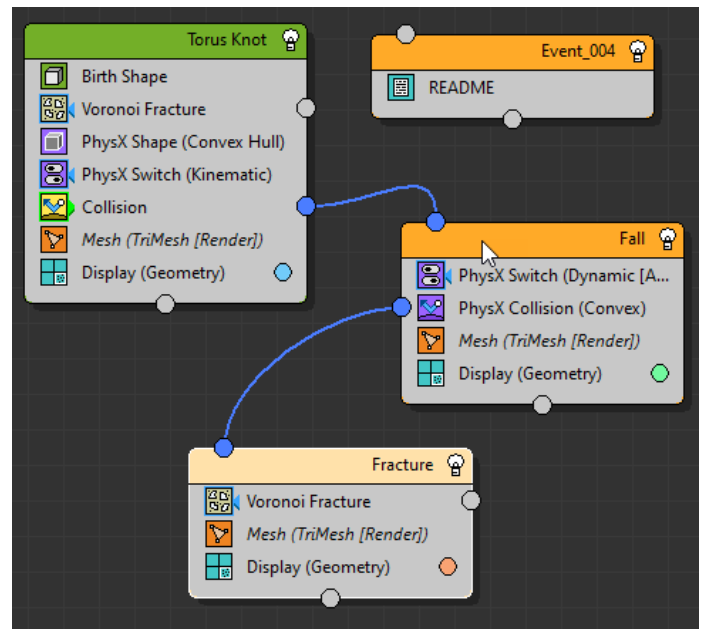 Torus Knot
Birth Shape
Voronoi Fracture
PhysX Shape (Convex Hull)
PhysX Switch (Kinematic)
Collision
Mesh (TriMesh [Render])
Display (Geometry)
Event_004
README
Fall
PhysX Switch (Dynamic [A...
PhysX Collision (Convex)
Mesh (TriMesh [Render])
Display (Geometry)
Fracture
Voronoi Fracture
Mesh (TriMesh [Render])
Display (Geometry)